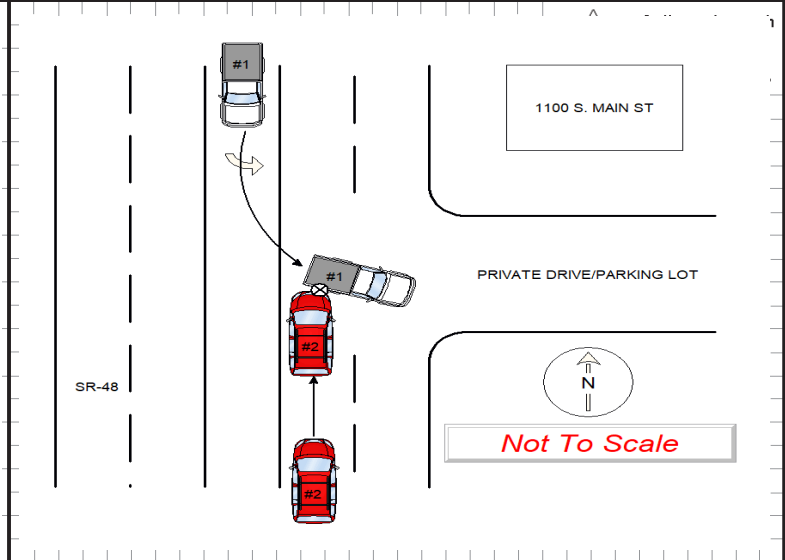 #1
1100 S. MAIN ST
#1
PRIVATE DRIVE/PARKING LOT
#2
SR-48
N
Not To Scale
#2